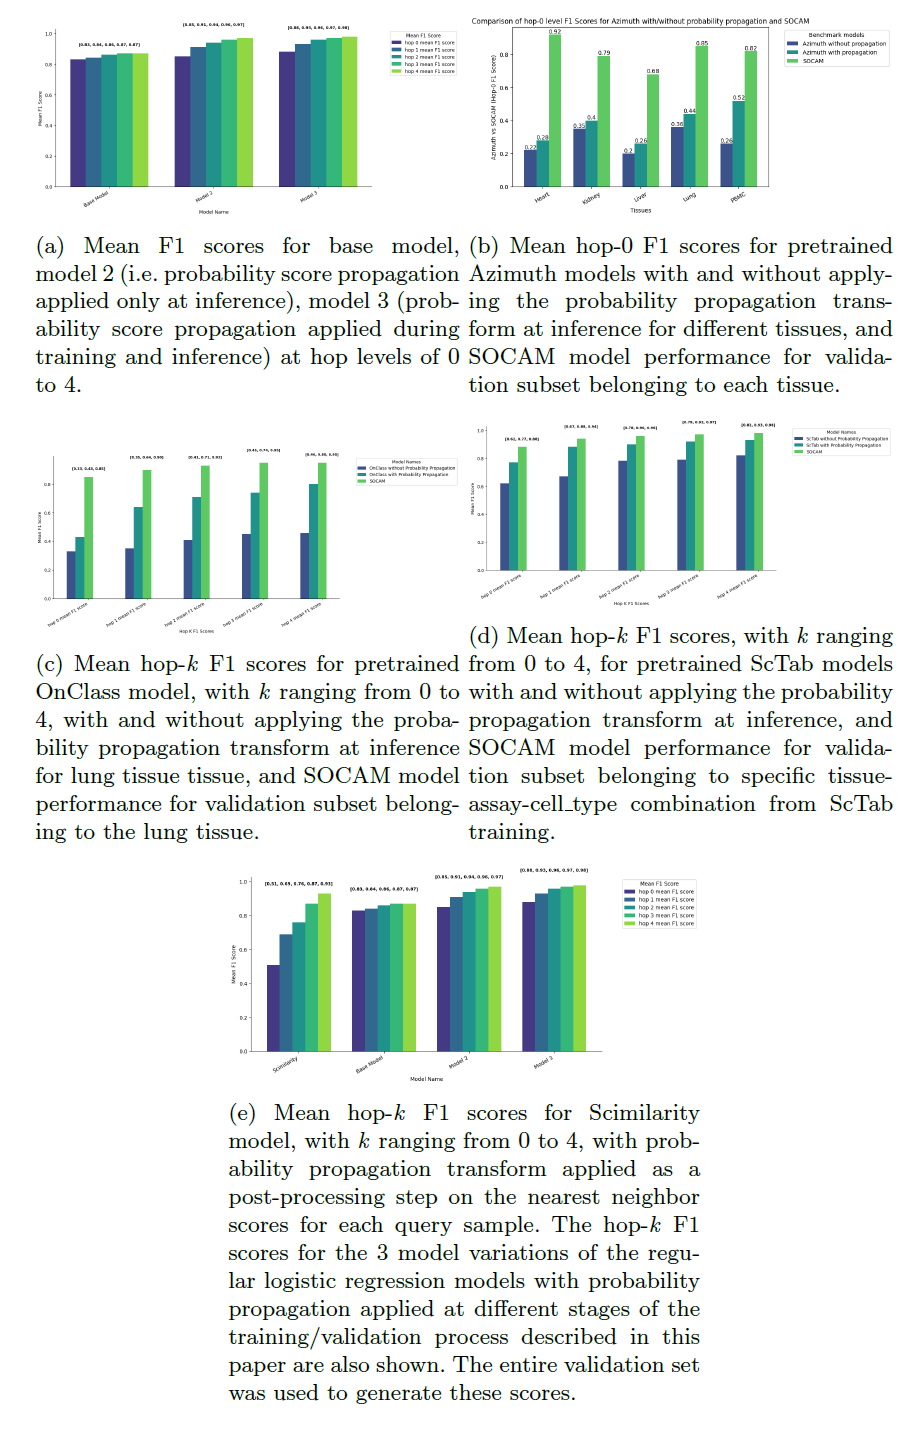 [0.83, 0.84, 0.86, 0.87, 0.87]
[0.85, 0.91, 0.94, 0.96, 0.97]
[0.88, 0.93, 0.96, 0.97, 0.98]
Mean F1 Score
hop 0 mean F1 score
hop 1 mean F1 score
hop 2 mean F1 score
hop 3 mean F1 score
hop 4 mean F1 score
1.0
0.8
0.6
0.4
0.2
0.0
Mean F1 Score
Base Model
Model 2
Model 3
Model Name
(a) Mean F1 scores for base model,
model 2 (i.e. probability score propagation
applied only at inference), model 3 (prob-
ability score propagation applied during
training and inference) at hop levels of 0
to 4.
Comparison of hop-0 level F1 Scores for Azimuth with/without probability propagation and SOCAM
Benchmark models
Azimuth without propagation
Azimuth with propagation
SOCAM
0.8
0.6
0.4
0.2
0.0
Azimuth vs SOCAM (Hop-0 F1 Score)
0.22
0.28
0.92
0.35
0.4
0.79
0.2
0.26
0.68
0.36
0.44
0.85
0.26
0.52
0.82
Heart
Kidney
Liver
Lung
PBMC
Tissues
(b) Mean hop-0 F1 scores for pretrained
Azimuth models with and without apply-
ing the probability propagation trans-
form at inference for different tissues, and
SOCAM model performance for valida-
tion subset belonging to each tissue.
[0.33, 0.43, 0.85]
[0.35, 0.64, 0.90]
[0.41, 0.71, 0.93]
[0.45, 0.74, 0.95]
[0.46, 0.80, 0.95]
Model Names
OnClass without Probability Propagation
OnClass with Probability Propagation
SOCAM
0.8
0.6
0.4
0.2
0.0
Mean F1 Score
hop 0 mean F1 score
hop 1 mean F1 score
hop 2 mean F1 score
hop 3 mean F1 score
hop 4 mean F1 score
Hop K F1 Scores
(c) Mean hop-k F1 scores for pretrained
OnClass model, with k ranging from 0 to
4, with and without applying the proba-
bility propagation transform at inference
for lung tissue tissue, and SOCAM model
performance for validation subset belong-
ing to the lung tissue.
[0.62, 0.77, 0.88]
[0.67, 0.88, 0.94]
[0.78, 0.90, 0.96]
[0.79, 0.92, 0.97]
[0.82, 0.93, 0.98]
Model Names
ScTab without Probability Propagation
ScTab with Probability Propagation
SOCAM
1.0
0.8
0.6
0.4
0.2
0.0
Mean F1 Score
hop 0 mean F1 score
hop 1 mean F1 score
hop 2 mean F1 score
hop 3 mean F1 score
hop 4 mean F1 score
Hop K F1 Scores
(d) Mean hop-k F1 scores, with k ranging
from 0 to 4, for pretrained ScTab models
with and without applying the probability
propagation transform at inference, and
SOCAM model performance for valida-
tion subset belonging to specific tissue-
assay-cell_type combination from ScTab
training.
[0.51, 0.69, 0.76, 0.87, 0.93]
[0.83, 0.84, 0.86, 0.87, 0.87]
[0.85, 0.91, 0.94, 0.96, 0.97]
[0.88, 0.93, 0.96, 0.97, 0.98]
Mean F1 Score
hop 0 mean F1 score
hop 1 mean F1 score
hop 2 mean F1 score
hop 3 mean F1 score
hop 4 mean F1 score
1.0
0.8
0.6
0.4
0.2
0.0
Mean F1 Score
Scimilarity
Base Model
Model 2
Model 3
Model Name
(e) Mean hop-k F1 scores for Scimilarity
model, with k ranging from 0 to 4, with prob-
ability propagation transform applied as a
post-processing step on the nearest neighbor
scores for each query sample. The hop-k F1
scores for the 3 model variations of the regu-
lar logistic regression models with probability
propagation applied at different stages of the
training/validation process described in this
paper are also shown. The entire validation set
was used to generate these scores.